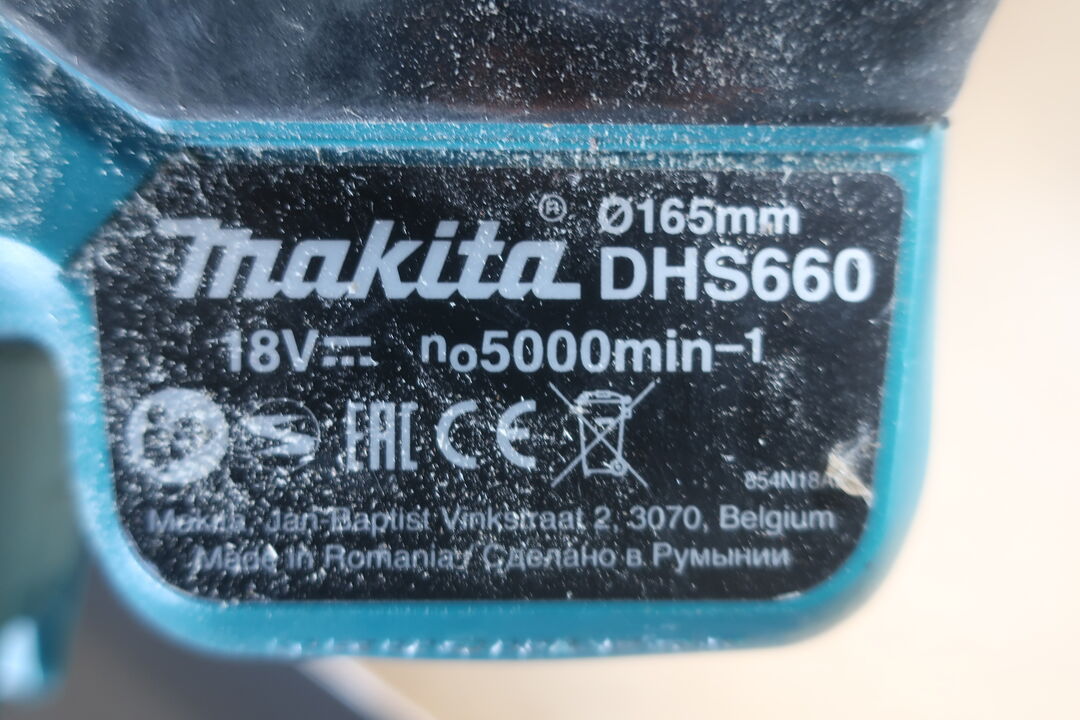 makita® Ø165mm
DHS660
18V⎓ no5000min–1
EAC CE
854N18A
Makita, Jan-Baptist Vinkstraat 2, 3070, Belgium
Made in Romania / Сделано в Румынии